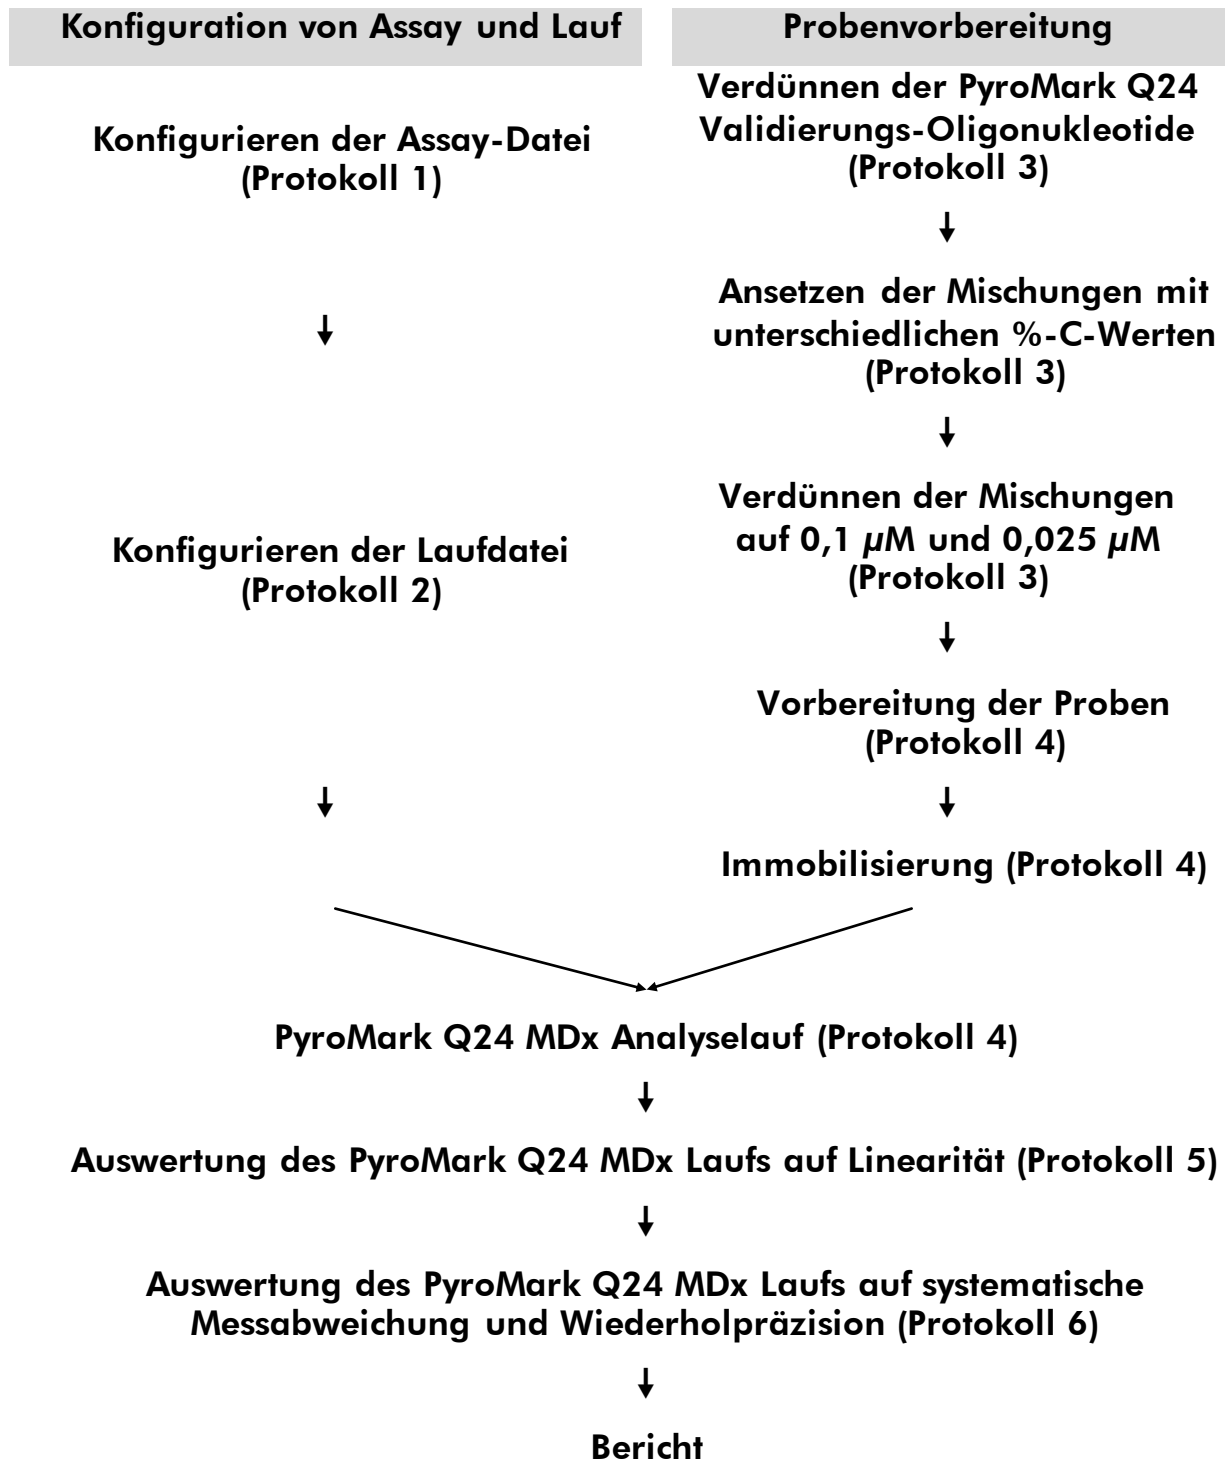 Konfiguration von Assay und Lauf
Konfigurieren der Assay-Datei
(Protokoll 1)
Konfigurieren der Laufdatei
(Protokoll 2)
Probenvorbereitung
Verdünnen der PyroMark Q24
Validierungs-Oligonukleotide
(Protokoll 3)
Ansetzen der Mischungen mit
unterschiedlichen %-C-Werten
(Protokoll 3)
Verdünnen der Mischungen
auf 0,1 µM und 0,025 µM
(Protokoll 3)
Vorbereitung der Proben
(Protokoll 4)
Immobilisierung (Protokoll 4)
PyroMark Q24 MDx Analyselauf (Protokoll 4)
Auswertung des PyroMark Q24 MDx Laufs auf Linearität (Protokoll 5)
Auswertung des PyroMark Q24 MDx Laufs auf systematische
Messabweichung und Wiederholpräzision (Protokoll 6)
Bericht